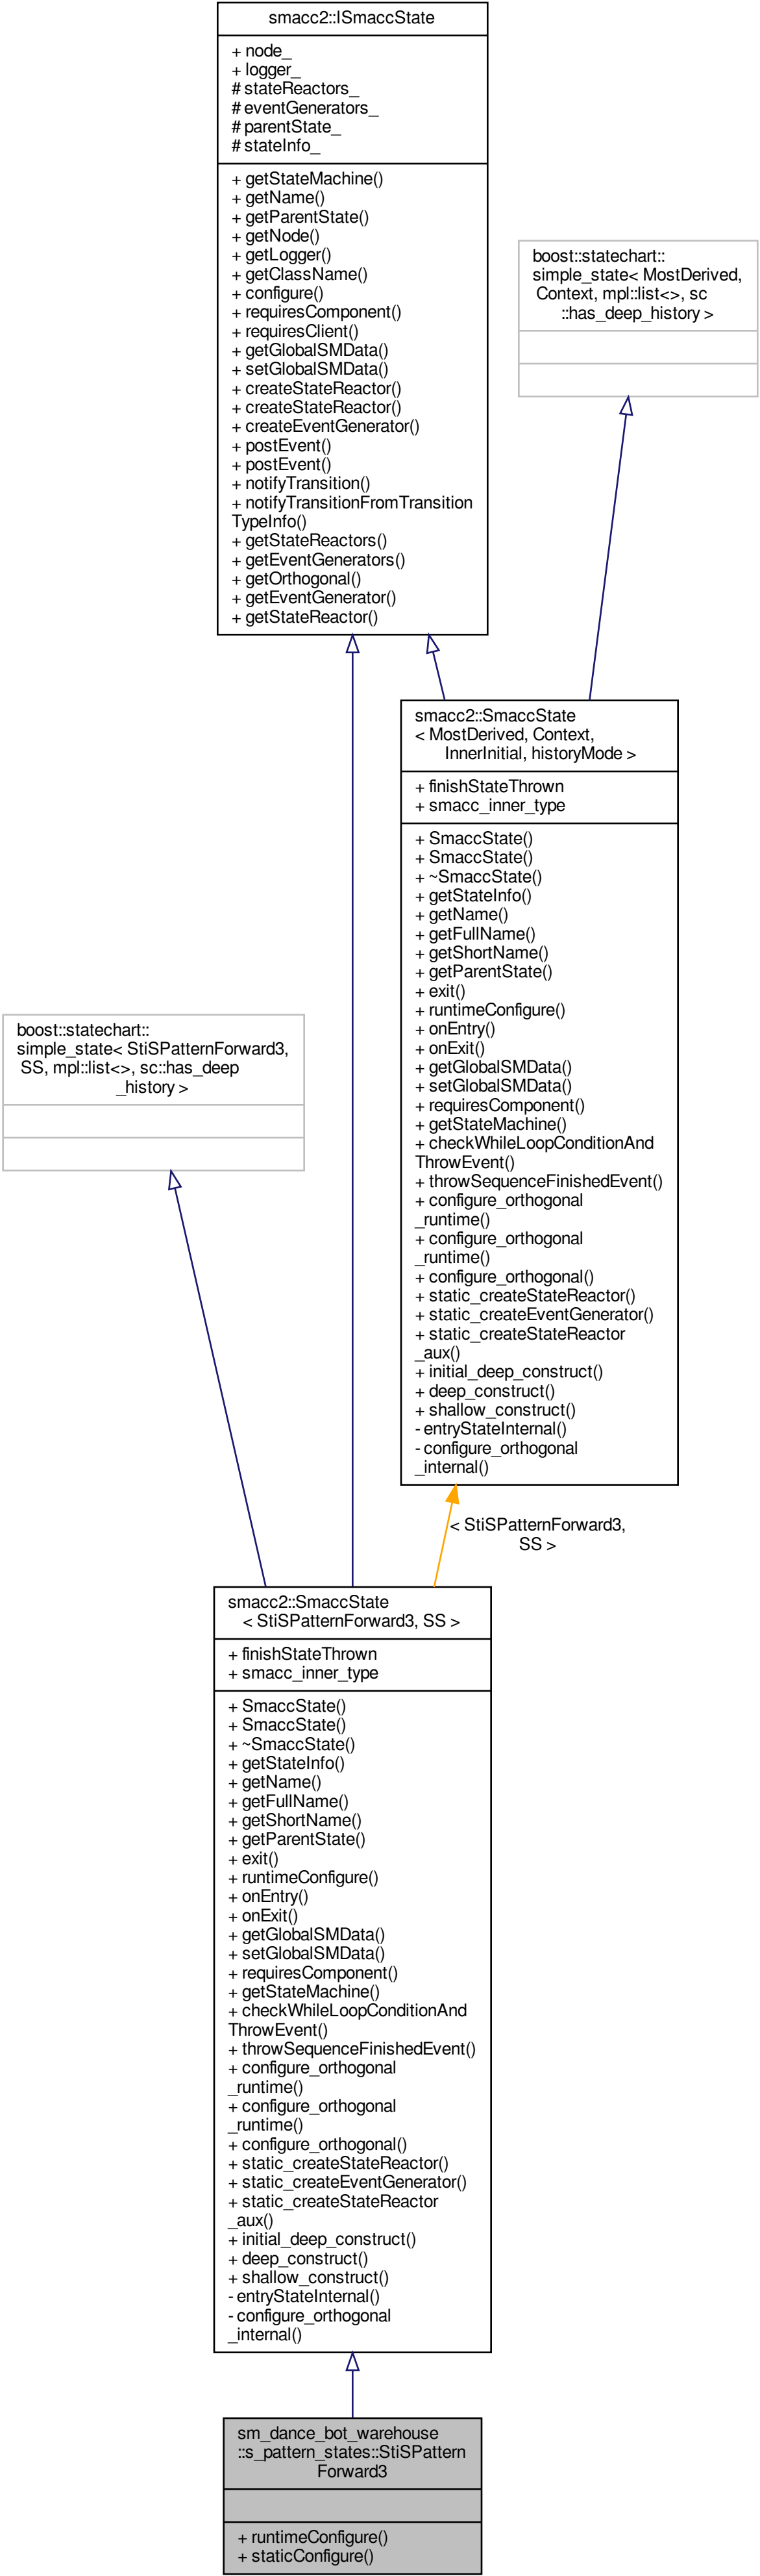 smacc2::ISmaccState
+ node_
+ logger_
# stateReactors_
# eventGenerators_
# parentState_
# stateInfo_
+ getStateMachine()
+ getName()
+ getParentState()
+ getNode()
+ getLogger()
+ getClassName()
+ configure()
+ requiresComponent()
+ requiresClient()
+ getGlobalSMData()
+ setGlobalSMData()
+ createStateReactor()
+ createStateReactor()
+ createEventGenerator()
+ postEvent()
+ postEvent()
+ notifyTransition()
+ notifyTransitionFromTransition
TypeInfo()
+ getStateReactors()
+ getEventGenerators()
+ getOrthogonal()
+ getEventGenerator()
+ getStateReactor()
boost::statechart::
simple_state< MostDerived,
Context, mpl::list<>, sc
::has_deep_history >
smacc2::SmaccState
< MostDerived, Context,
InnerInitial, historyMode >
+ finishStateThrown
+ smacc_inner_type
+ SmaccState()
+ SmaccState()
+ ~SmaccState()
+ getStateInfo()
+ getName()
+ getFullName()
+ getShortName()
+ getParentState()
+ exit()
+ runtimeConfigure()
+ onEntry()
+ onExit()
+ getGlobalSMData()
+ setGlobalSMData()
+ requiresComponent()
+ getStateMachine()
+ checkWhileLoopConditionAnd
ThrowEvent()
+ throwSequenceFinishedEvent()
+ configure_orthogonal
_runtime()
+ configure_orthogonal
_runtime()
+ configure_orthogonal()
+ static_createStateReactor()
+ static_createEventGenerator()
+ static_createStateReactor
_aux()
+ initial_deep_construct()
+ deep_construct()
+ shallow_construct()
- entryStateInternal()
- configure_orthogonal
_internal()
boost::statechart::
simple_state< StiSPatternForward3,
SS, mpl::list<>, sc::has_deep
_history >
< StiSPatternForward3,
SS >
smacc2::SmaccState
< StiSPatternForward3, SS >
+ finishStateThrown
+ smacc_inner_type
+ SmaccState()
+ SmaccState()
+ ~SmaccState()
+ getStateInfo()
+ getName()
+ getFullName()
+ getShortName()
+ getParentState()
+ exit()
+ runtimeConfigure()
+ onEntry()
+ onExit()
+ getGlobalSMData()
+ setGlobalSMData()
+ requiresComponent()
+ getStateMachine()
+ checkWhileLoopConditionAnd
ThrowEvent()
+ throwSequenceFinishedEvent()
+ configure_orthogonal
_runtime()
+ configure_orthogonal
_runtime()
+ configure_orthogonal()
+ static_createStateReactor()
+ static_createEventGenerator()
+ static_createStateReactor
_aux()
+ initial_deep_construct()
+ deep_construct()
+ shallow_construct()
- entryStateInternal()
- configure_orthogonal
_internal()
sm_dance_bot_warehouse
::s_pattern_states::StiSPattern
Forward3
+ runtimeConfigure()
+ staticConfigure()